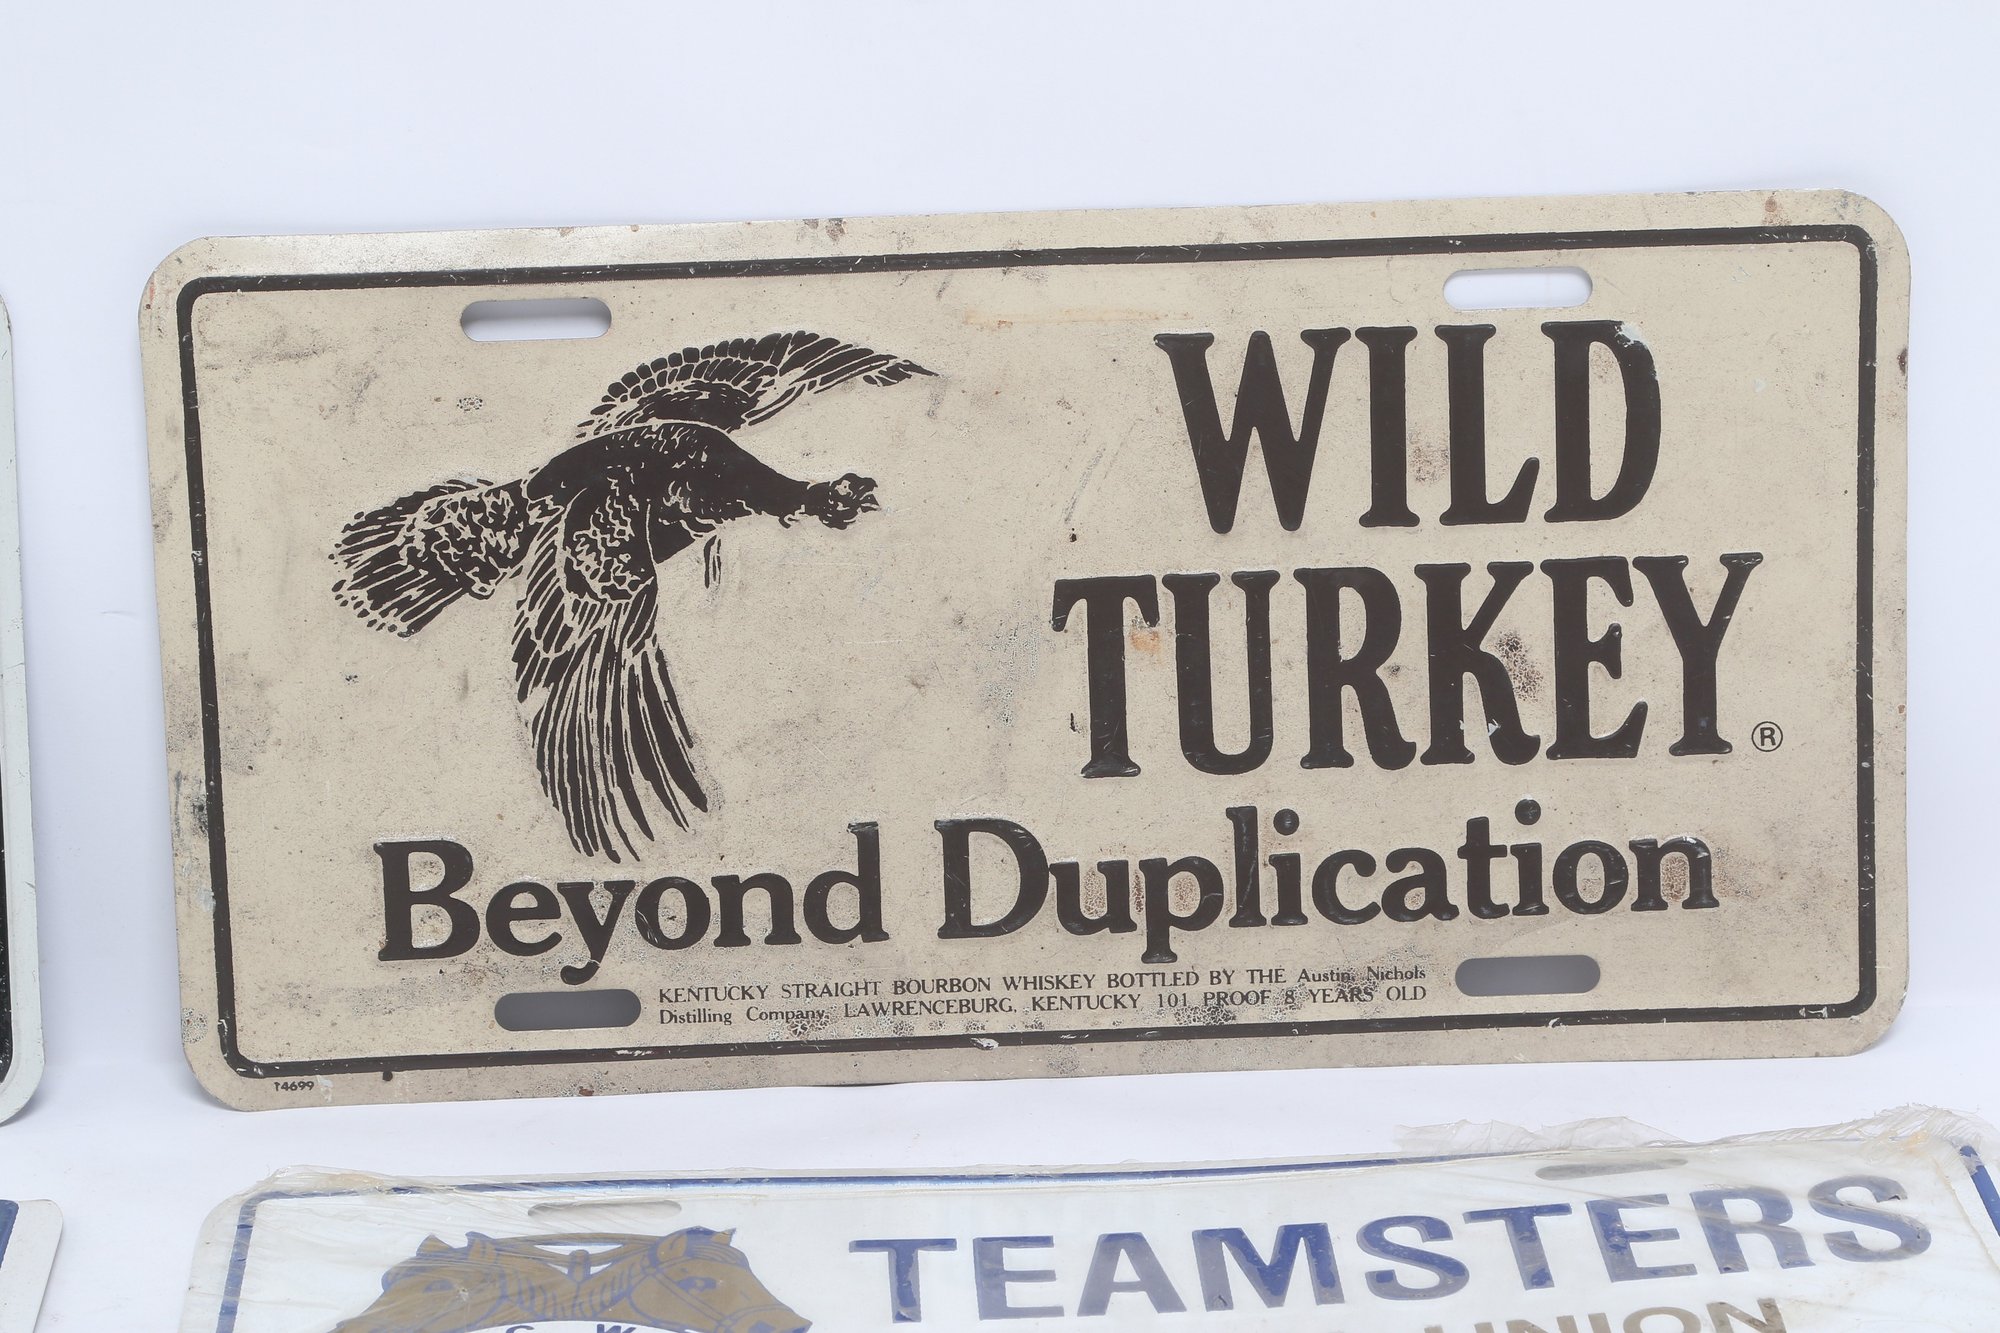 WILD
TURKEY®
Beyond Duplication
KENTUCKY STRAIGHT BOURBON WHISKEY BOTTLED BY THE Austin, Nichols
Distilling Company, LAWRENCEBURG, KENTUCKY 101 PROOF 8 YEARS OLD
14699
TEAMSTERS
UNION
C W